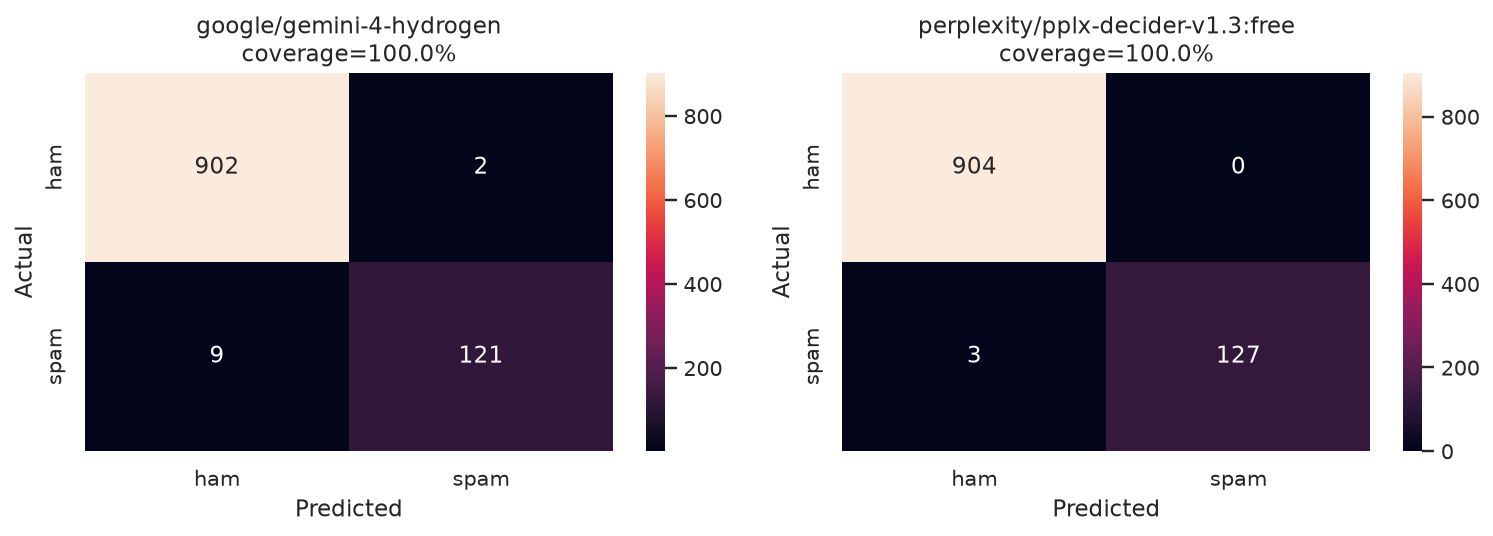 google/gemini-4-hydrogen
coverage=100.0%
ham
spam
Actual
902
2
9
121
ham
spam
Predicted
800
600
400
200
perplexity/pplx-decider-v1.3:free
coverage=100.0%
ham
spam
Actual
904
0
3
127
ham
spam
Predicted
800
600
400
200
0